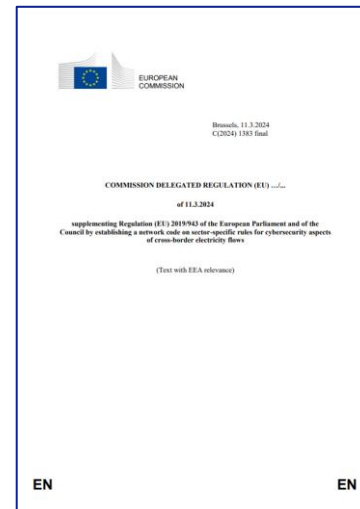 EUROPEAN
COMMISSION
Brussels, 11.3.2024
C(2024) 1383 final
COMMISSION DELEGATED REGULATION (EU) …/...
of 11.3.2024
supplementing Regulation (EU) 2019/943 of the European Parliament and of the
Council by establishing a network code on sector-specific rules for cybersecurity aspects
of cross-border electricity flows
(Text with EEA relevance)
EN EN